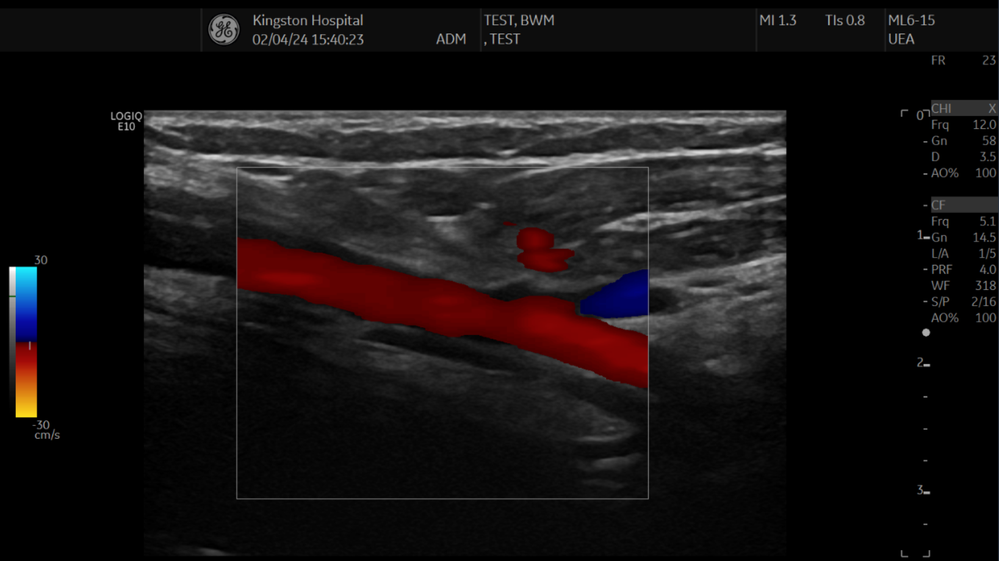 Kingston Hospital
02/04/24 15:40:23 ADM
TEST, BWM
, TEST
MI 1.3 TIs 0.8
ML6-15
UEA
FR 23
LOGIQ
E10
CHI X
Frq 12.0
Gn 58
D 3.5
AO% 100
CF
Frq 5.1
Gn 14.5
L/A 1/5
PRF 4.0
WF 318
S/P 2/16
AO% 100
0
1
2
3
30
-30
cm/s